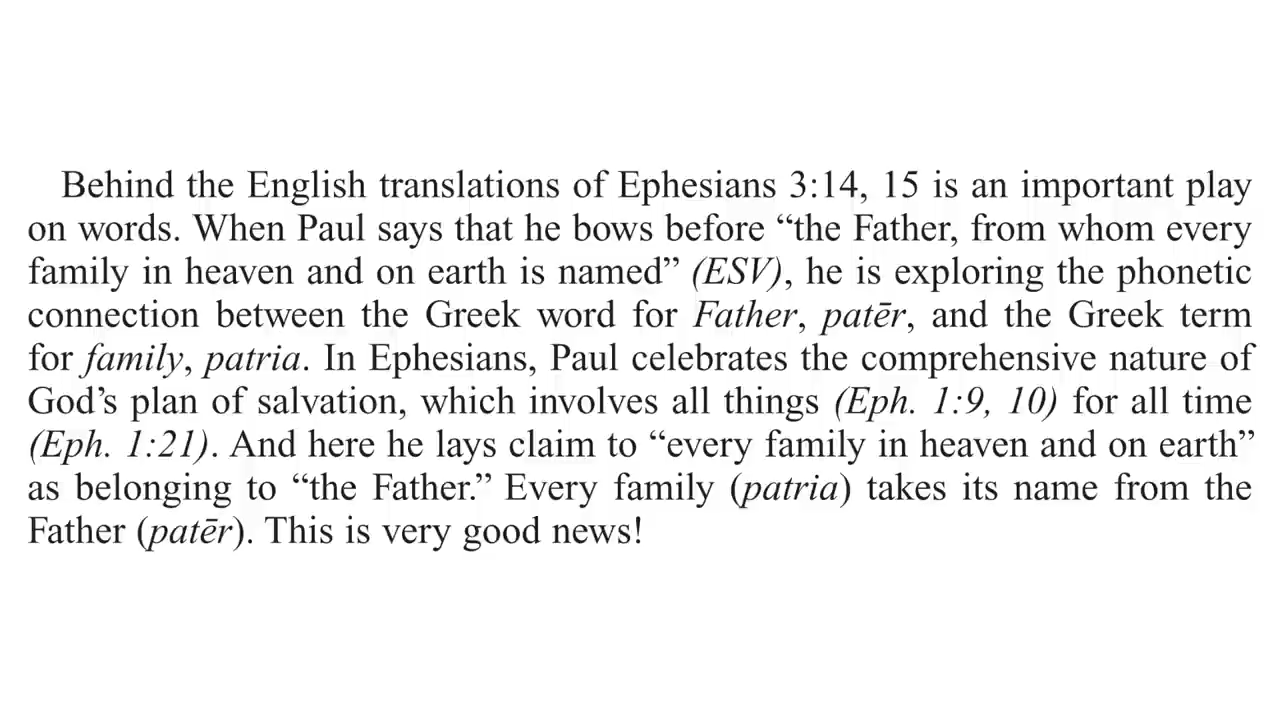 Behind the English translations of Ephesians 3:14, 15 is an important play
on words. When Paul says that he bows before “the Father, from whom every
family in heaven and on earth is named” (ESV), he is exploring the phonetic
connection between the Greek word for Father, patēr, and the Greek term
for family, patria. In Ephesians, Paul celebrates the comprehensive nature of
God’s plan of salvation, which involves all things (Eph. 1:9, 10) for all time
(Eph. 1:21). And here he lays claim to “every family in heaven and on earth”
as belonging to “the Father.” Every family (patria) takes its name from the
Father (patēr). This is very good news!